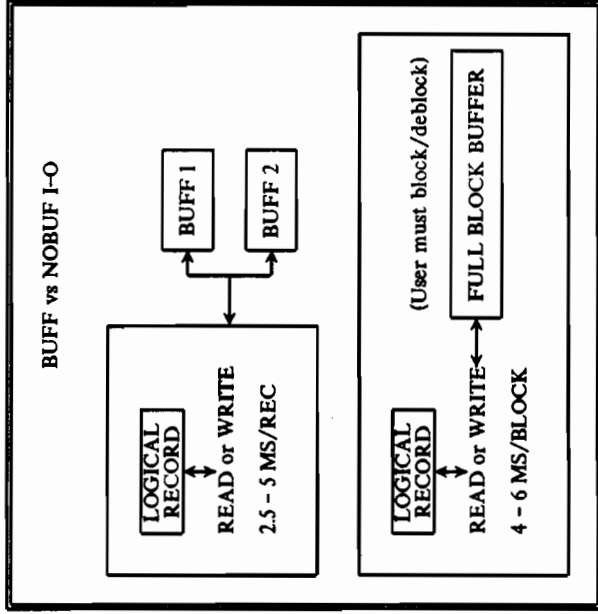 BUFF vs NOBUF I-O
LOGICAL
RECORD
READ or WRITE
2.5 – 5 MS/REC
BUFF 1
BUFF 2
LOGICAL
RECORD
READ or WRITE
4 – 6 MS/BLOCK
(User must block/deblock)
FULL BLOCK BUFFER